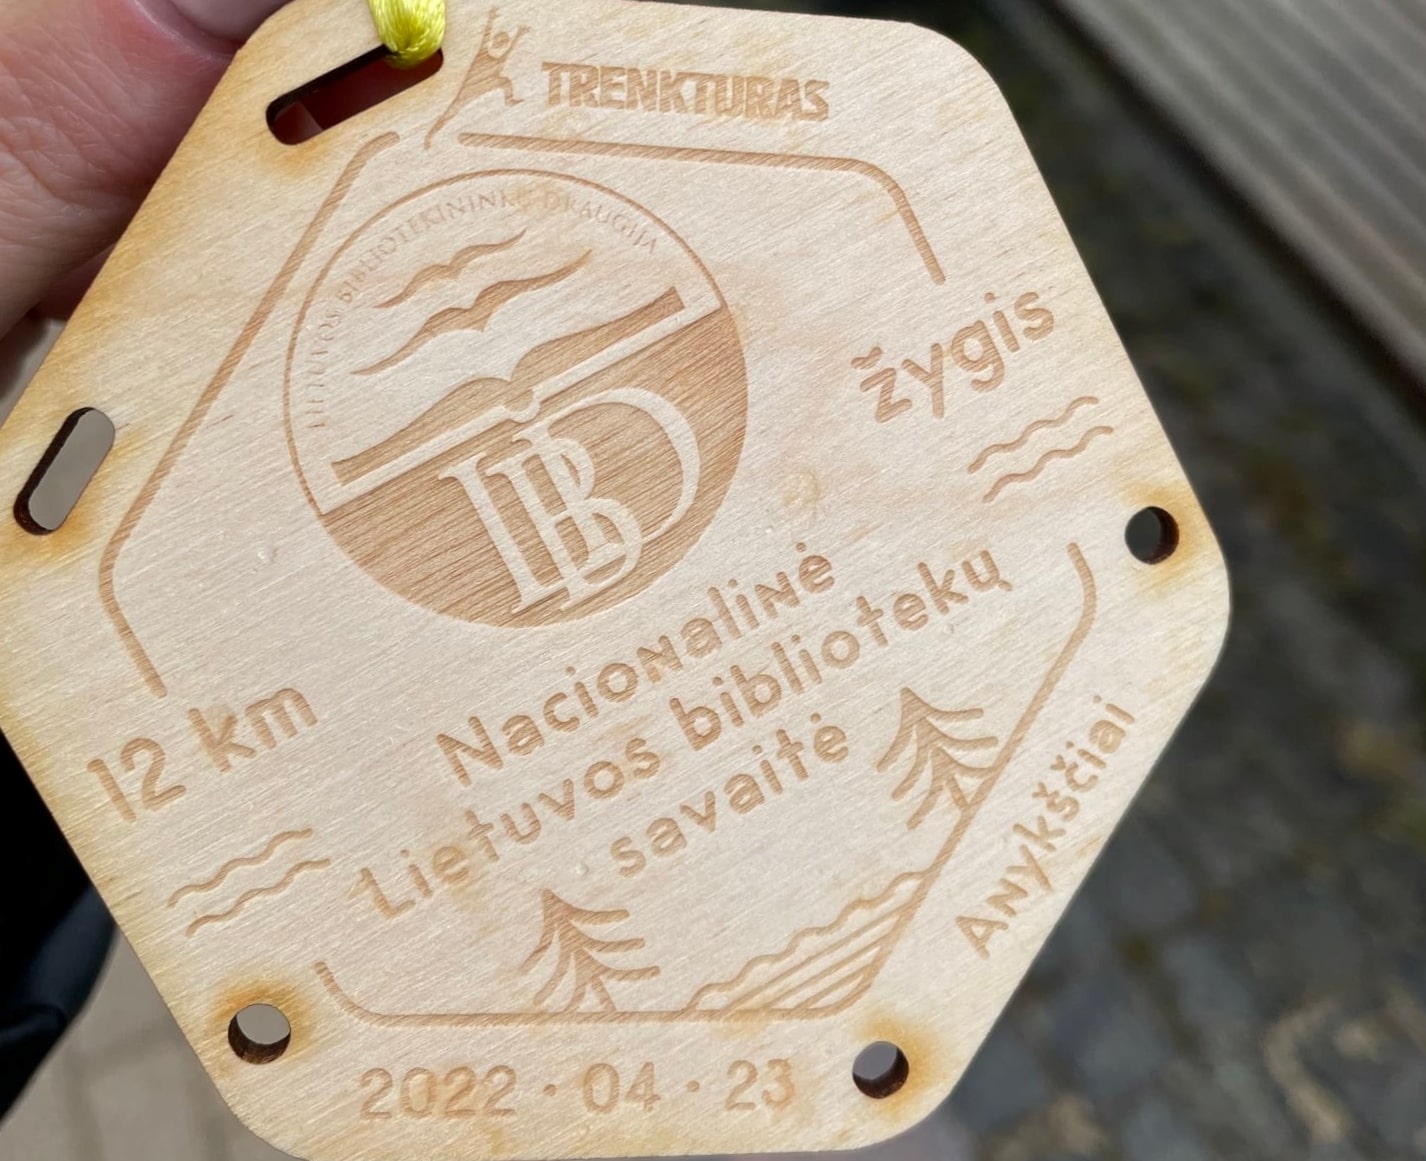 TRENKTURAS
LIETUVOS BIBLIOTEKININKŲ DRAUGIJA
LBD
žygis
Nacionalinė
Lietuvos bibliotekų
savaitė
12 km
Anykščiai
2022 · 04 · 23